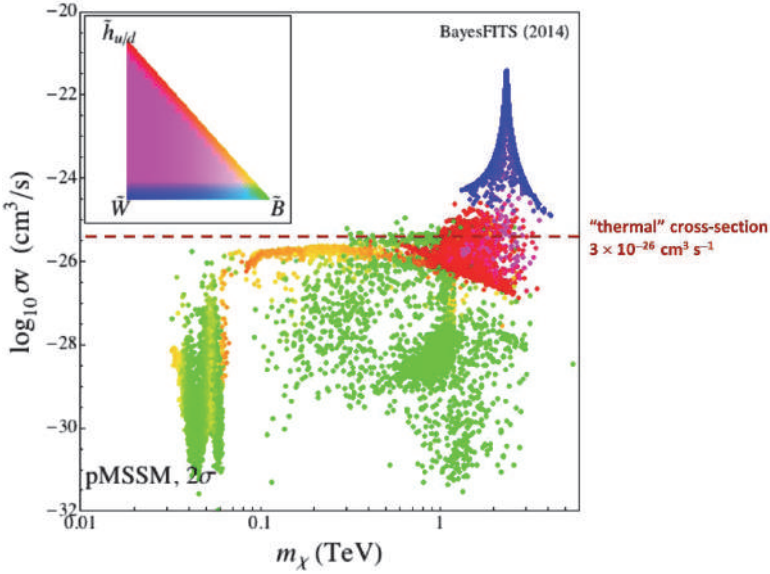 −20
−22
−24
−26
−28
−30
−32
0.01
0.1
1
log₁₀ σv (cm³/s)
mχ (TeV)
h̃u/d
W̃
B̃
BayesFITS (2014)
pMSSM, 2σ
“thermal” cross-section
3 × 10⁻²⁶ cm³ s⁻¹